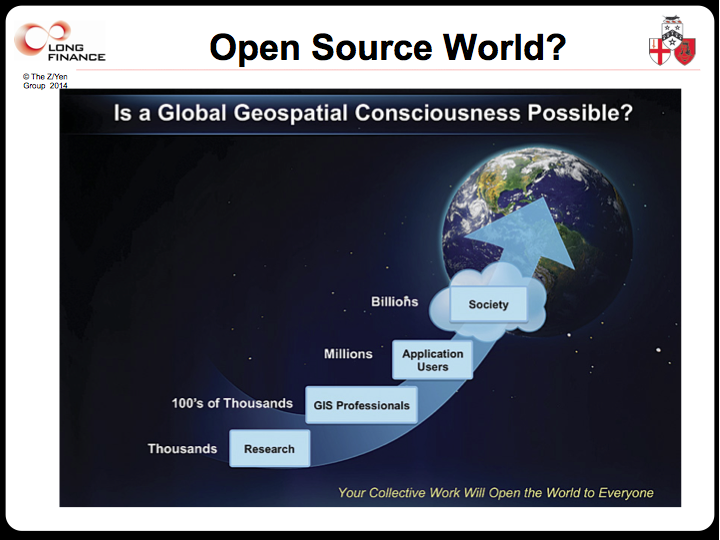 LONG
FINANCE
Open Source World?
© The Z/Yen
Group 2014
Is a Global Geospatial Consciousness Possible?
Billions
Society
Millions
Application
Users
100's of Thousands
GIS Professionals
Thousands
Research
Your Collective Work Will Open the World to Everyone